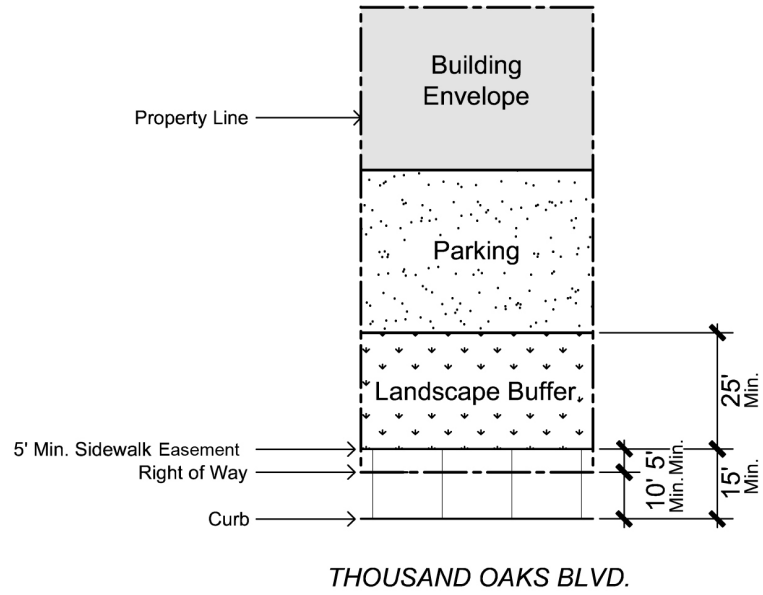 Building
Envelope
Property Line
Parking
Landscape Buffer
25'
Min.
5' Min. Sidewalk Easement
Right of Way
Curb
5'
Min.
10'
Min.
15'
Min.
THOUSAND OAKS BLVD.